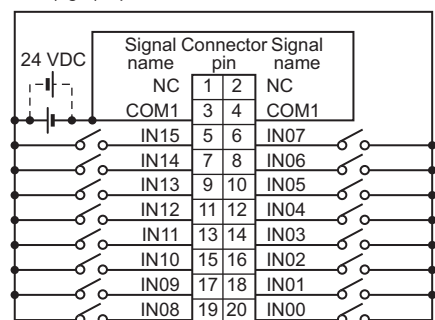 Signal Connector Signal
24 VDC name pin name
NC 1 2 NC
COM1 3 4 COM1
IN15 5 6 IN07
IN14 7 8 IN06
IN13 9 10 IN05
IN12 11 12 IN04
IN11 13 14 IN03
IN10 15 16 IN02
IN09 17 18 IN01
IN08 19 20 IN00